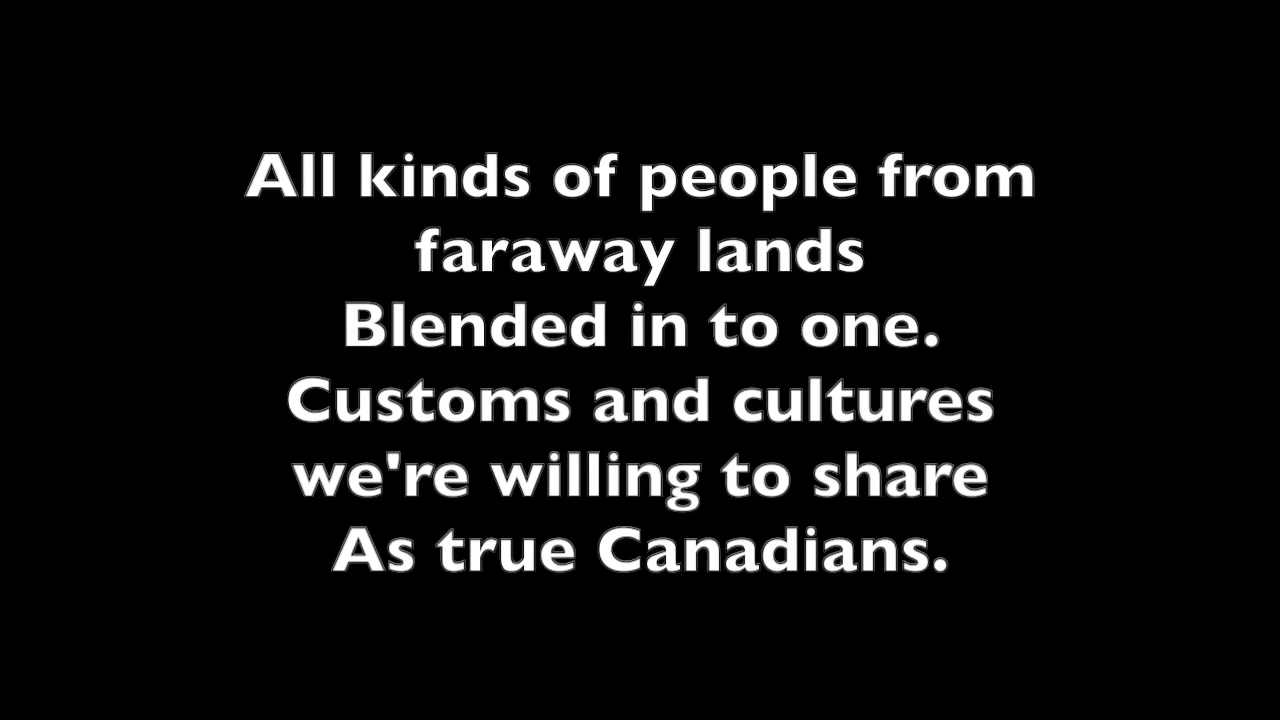 All kinds of people from
faraway lands
Blended in to one.
Customs and cultures
we're willing to share
As true Canadians.